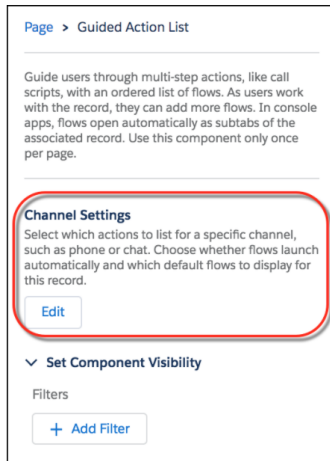 Page > Guided Action List
Guide users through multi-step actions, like call
scripts, with an ordered list of flows. As users work
with the record, they can add more flows. In console
apps, flows open automatically as subtabs of the
associated record. Use this component only once
per page.
Channel Settings
Select which actions to list for a specific channel,
such as phone or chat. Choose whether flows launch
automatically and which default flows to display for
this record.
Edit
Set Component Visibility
Filters
+ Add Filter